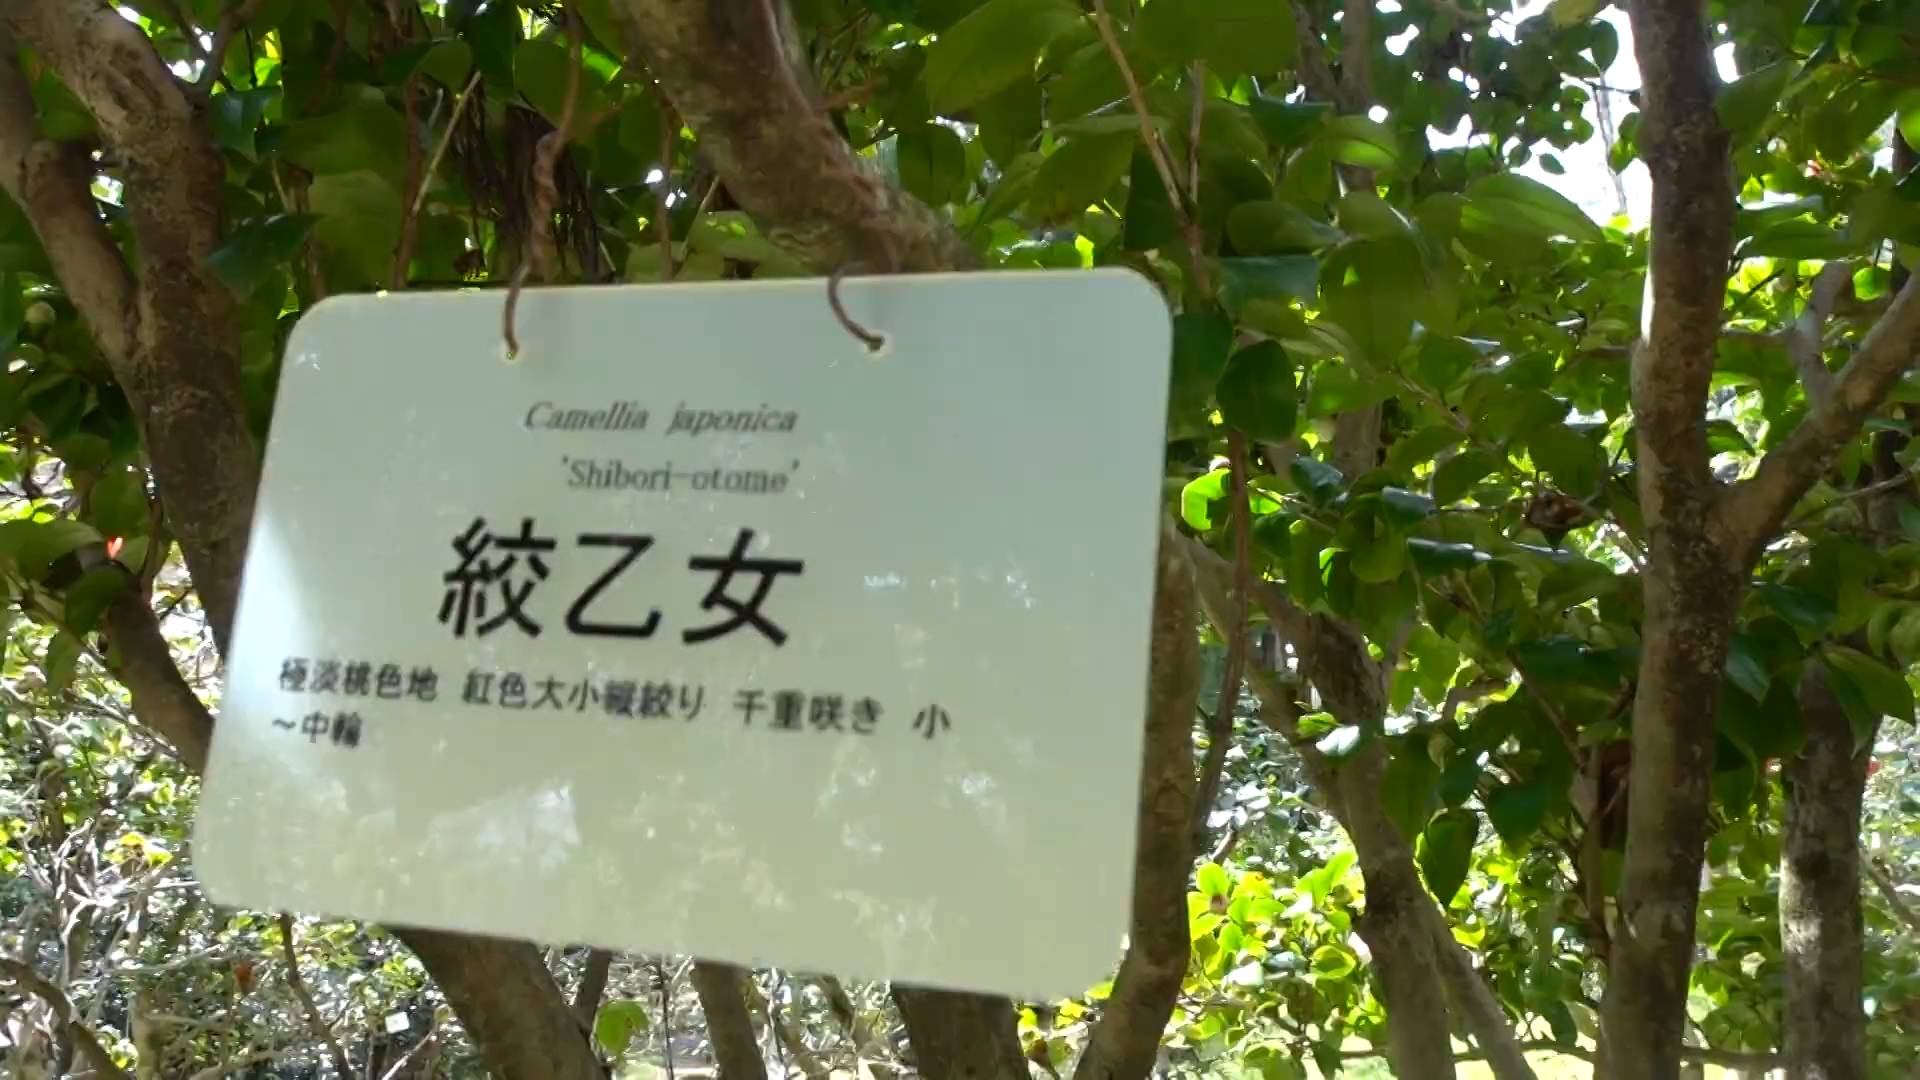 Camellia japonica
'Shibori-otome'
絞乙女
極淡桃色地 紅色大小縦絞り 千重咲き 小
～中輪